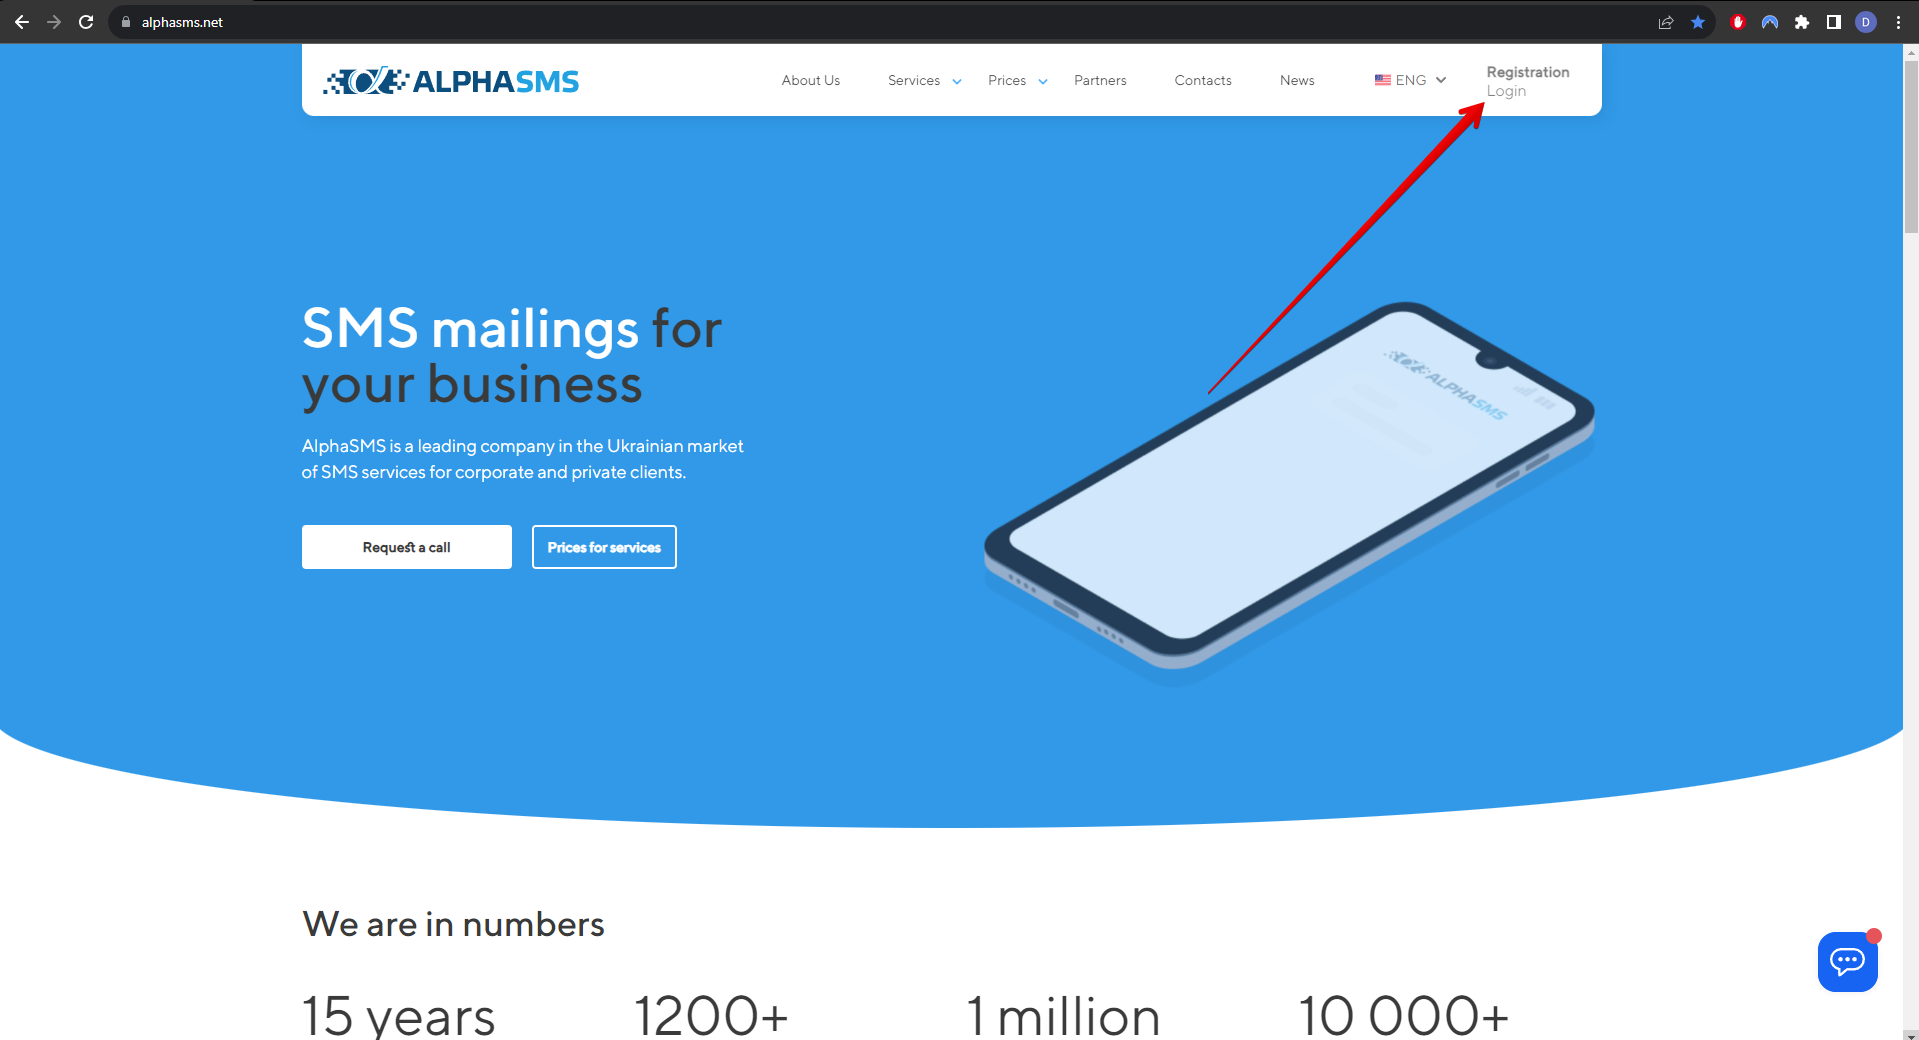 alphasms.net
D
ALPHASMS
About Us
Services
Prices
Partners
Contacts
News
ENG
Registration
Login
SMS mailings for
your business
AlphaSMS is a leading company in the Ukrainian market
of SMS services for corporate and private clients.
Request a call
Prices for services
ALPHASMS
We are in numbers
15 years
1200+
1 million
10 000+